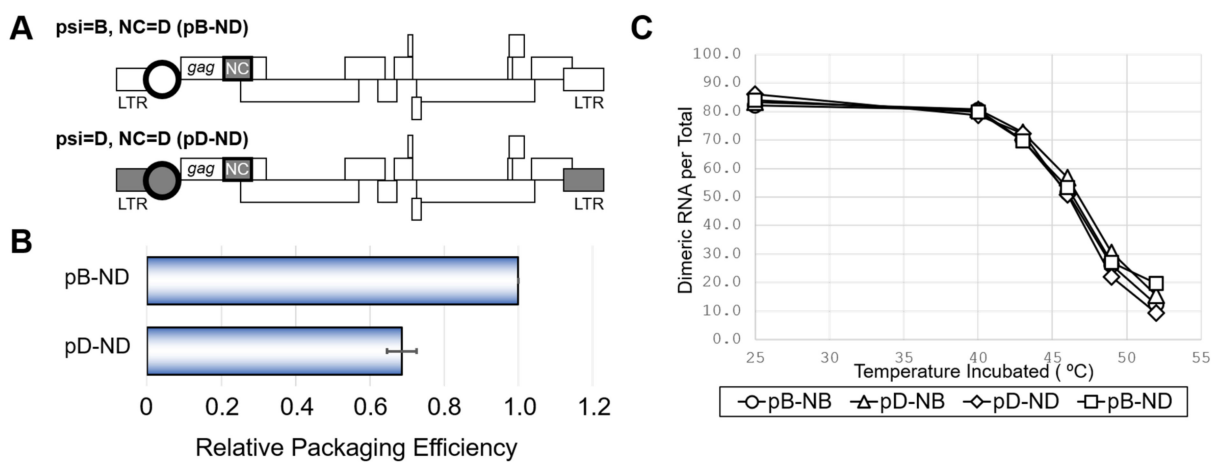 A
psi=B, NC=D (pB-ND)
gag NC
LTR LTR
psi=D, NC=D (pD-ND)
gag NC
LTR LTR
B
pB-ND
pD-ND
0 0.2 0.4 0.6 0.8 1.0 1.2
Relative Packaging Efficiency
C
Dimeric RNA per Total
100.0
90.0
80.0
70.0
60.0
50.0
40.0
30.0
20.0
10.0
0.0
25 30 35 40 45 50 55
Temperature Incubated ( ºC)
pB-NB pD-NB pD-ND pB-ND